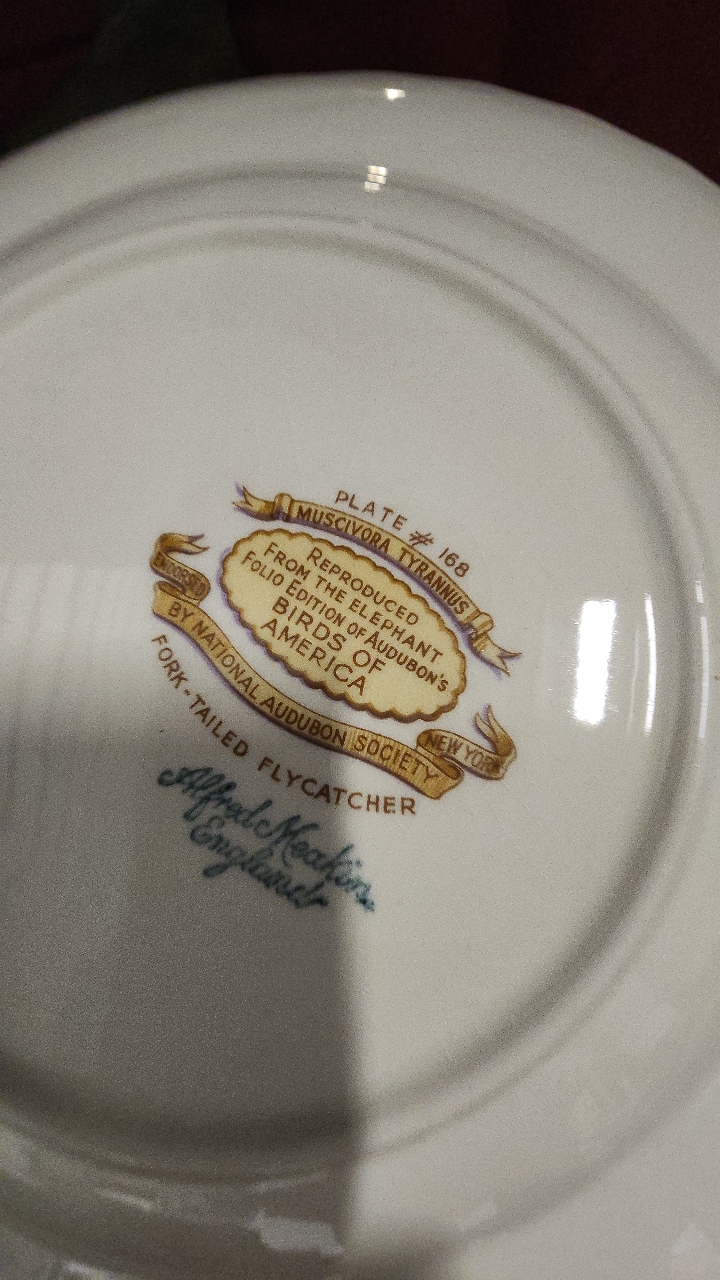 PLATE # 168
MUSCIVORA TYRANNUS
REPRODUCED
FROM THE ELEPHANT
FOLIO EDITION OF AUDUBON'S
BIRDS OF
AMERICA
ENDORSED
BY NATIONAL AUDUBON SOCIETY
NEW YORK
FORK-TAILED FLYCATCHER
Alfred Meakin
England